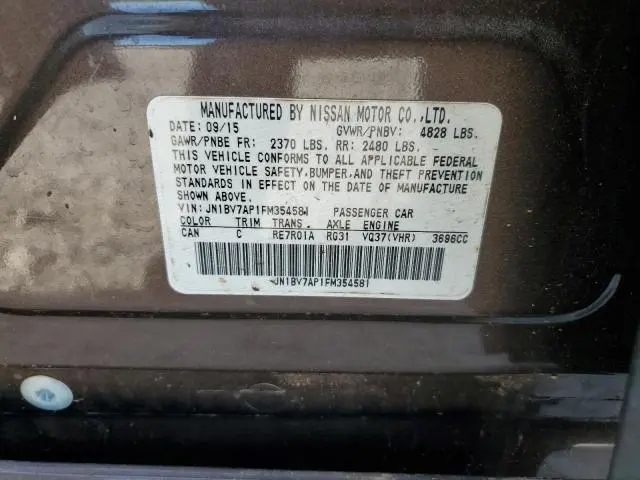 MANUFACTURED BY NISSAN MOTOR CO.,LTD.
DATE: 09/15 GVWR/PNBV: 4828 LBS.
GAWR/PNBE FR: 2370 LBS. RR: 2480 LBS.
THIS VEHICLE CONFORMS TO ALL APPLICABLE FEDERAL
MOTOR VEHICLE SAFETY,BUMPER,AND THEFT PREVENTION
STANDARDS IN EFFECT ON THE DATE OF MANUFACTURE
SHOWN ABOVE.
VIN: JN1BV7AP1FM354581 PASSENGER CAR
COLOR TRIM TRANS. AXLE ENGINE
CAN C RE7R01A RG31 VQ37(VHR) 3696CC
JN1BV7AP1FM354581